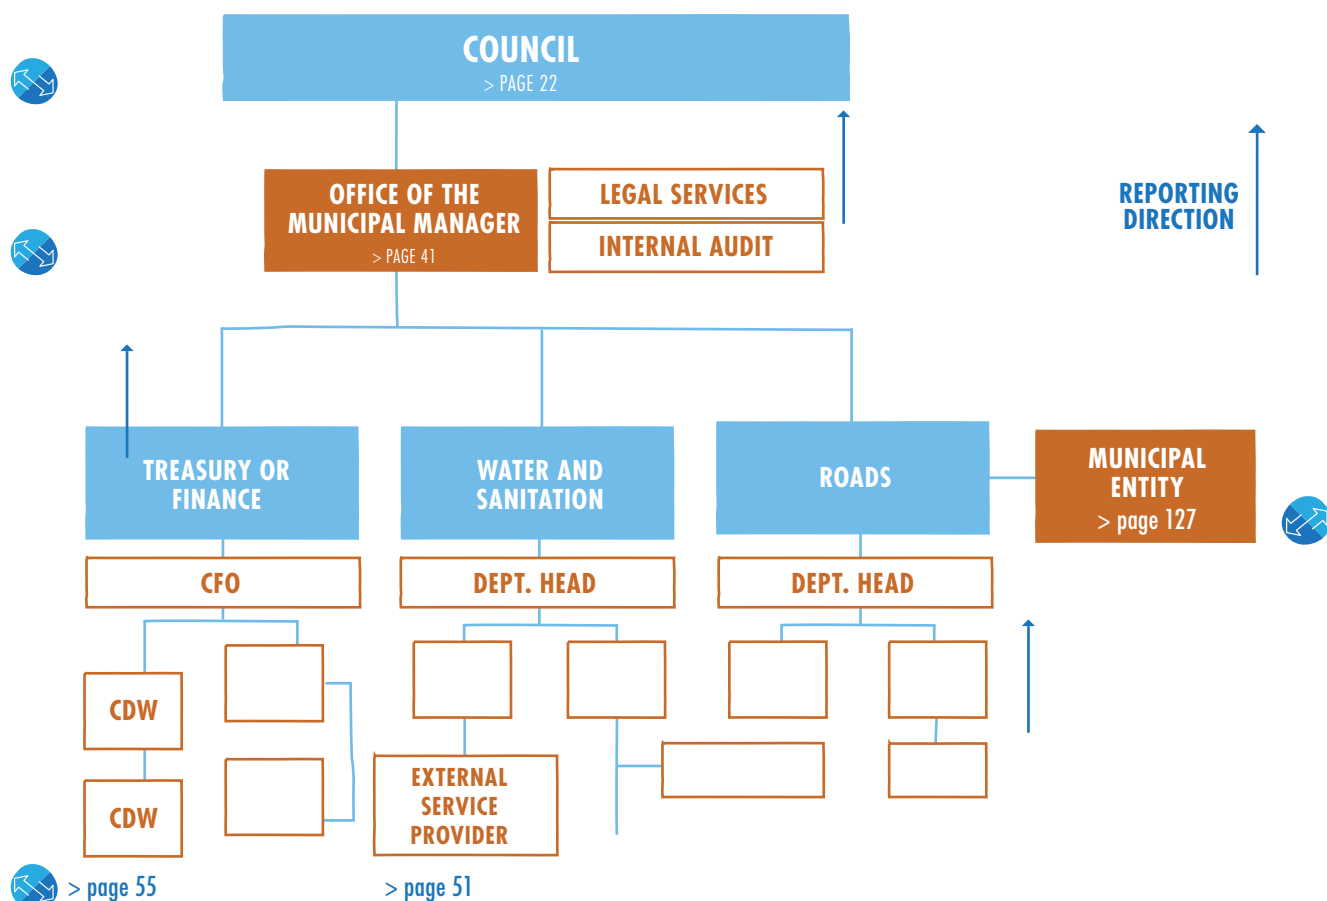 COUNCIL
> PAGE 22
OFFICE OF THE
MUNICIPAL MANAGER
> PAGE 41
LEGAL SERVICES
INTERNAL AUDIT
REPORTING
DIRECTION
TREASURY OR
FINANCE
WATER AND
SANITATION
ROADS
MUNICIPAL
ENTITY
> page 127
CFO
DEPT. HEAD
DEPT. HEAD
CDW
CDW
EXTERNAL
SERVICE
PROVIDER
> page 55
> page 51